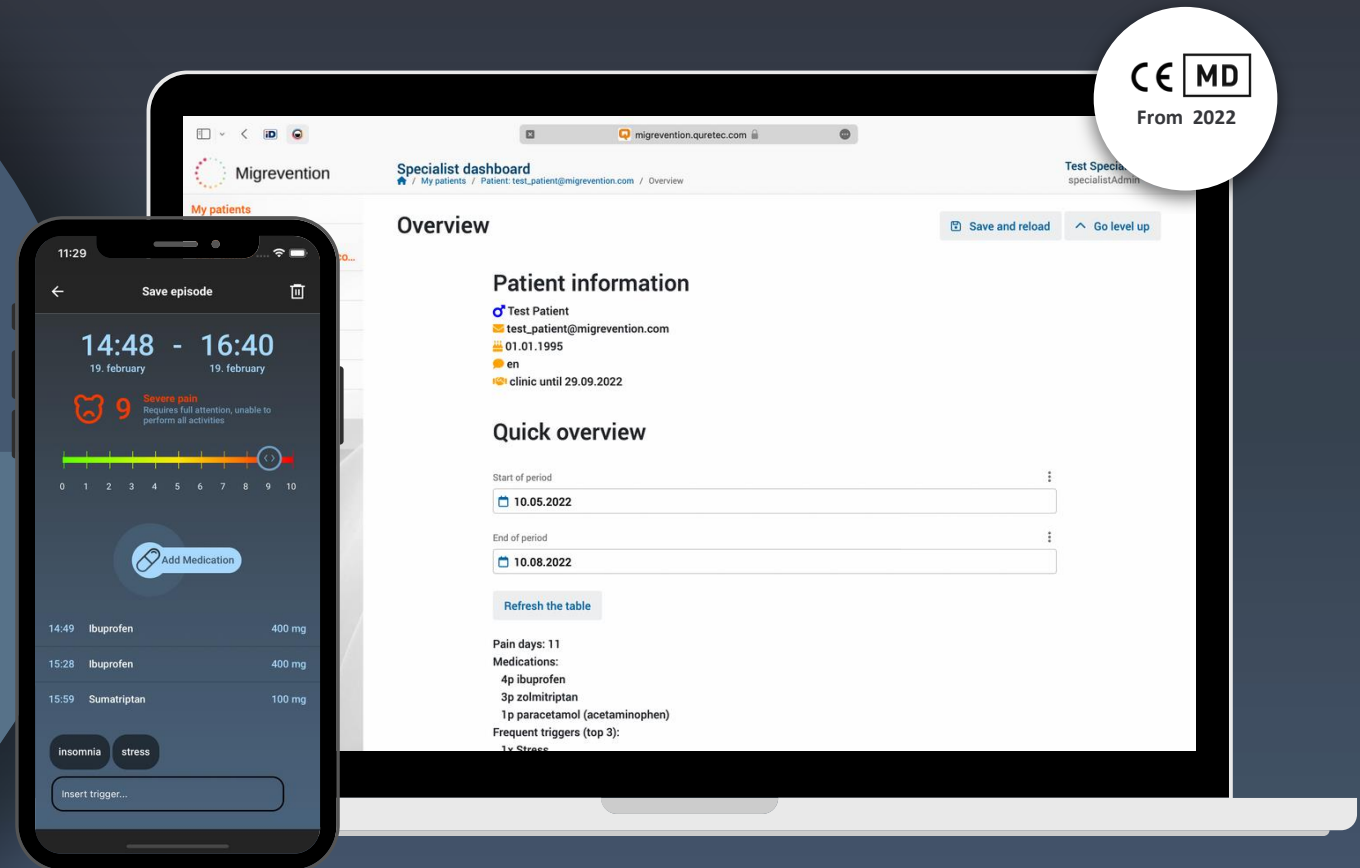 CE MD
From 2022
migrevention.quretec.com
Migrevention
Specialist dashboard
/ My patients / Patient: test_patient@migrevention.com / Overview
Test Specia
specialistAdmin
My patients
co...
Overview
Save and reload
Go level up
Patient information
Test Patient
test_patient@migrevention.com
01.01.1995
en
clinic until 29.09.2022
Quick overview
Start of period
10.05.2022
End of period
10.08.2022
Refresh the table
Pain days: 11
Medications:
4p ibuprofen
3p zolmitriptan
1p paracetamol (acetaminophen)
Frequent triggers (top 3):
1x Stress
11:29
Save episode
14:48 - 16:40
19. february 19. february
9 Severe pain
Requires full attention, unable to
perform all activities
0 1 2 3 4 5 6 7 8 9 10
Add Medication
14:49 Ibuprofen 400 mg
15:28 Ibuprofen 400 mg
15:59 Sumatriptan 100 mg
insomnia stress
Insert trigger...